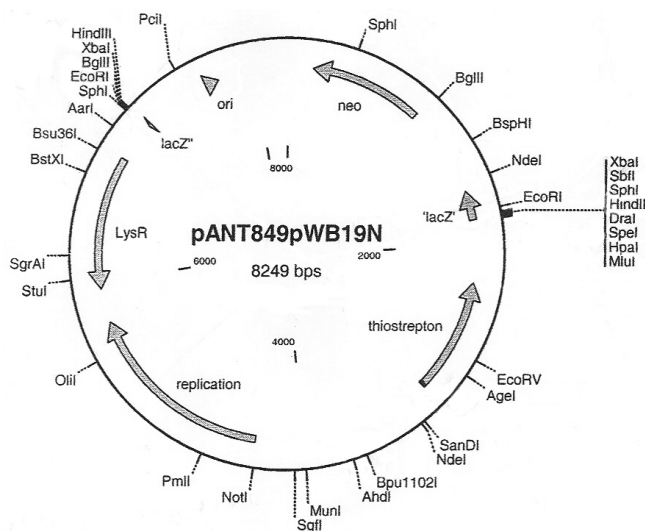 SphI
neo
BglII
BspHI
NdeI
EcoRI
'lacZ'
XbaI
SbfI
SphI
HindII
DraI
SpeI
HpaI
MluI
2000
thiostrepton
EcoRV
AgeI
SanDI
NdeI
Bpu1102I
AhdI
MunI
SgfI
4000
NotI
PmlI
replication
OliI
StuI
SgrAI
6000
LysR
BstXI
Bsu36I
AarI
SphI
EcoRI
BglII
XbaI
HindIII
lacZ''
PciI
ori
8000
pANT849pWB19N
8249 bps